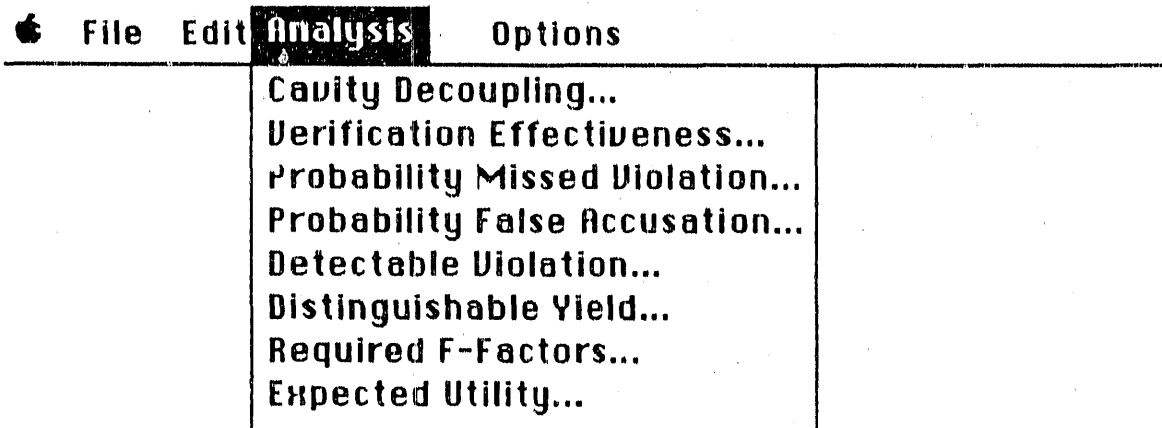 File Edit Analysis Options
Cavity Decoupling...
Verification Effectiveness...
Probability Missed Violation...
Probability False Accusation...
Detectable Violation...
Distinguishable Yield...
Required F-Factors...
Expected Utility...